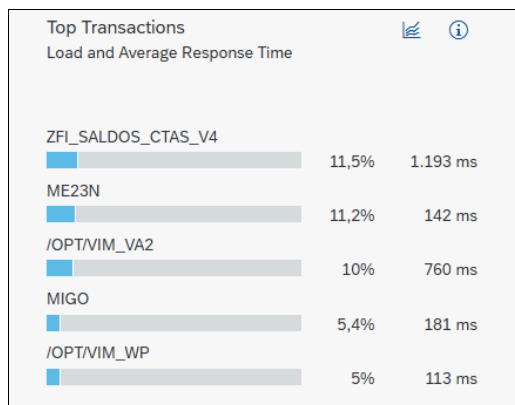 Top Transactions
Load and Average Response Time
ZFI_SALDOS_CTAS_V4
11,5% 1.193 ms
ME23N
11,2% 142 ms
/OPT/VIM_VA2
10% 760 ms
MIGO
5,4% 181 ms
/OPT/VIM_WP
5% 113 ms